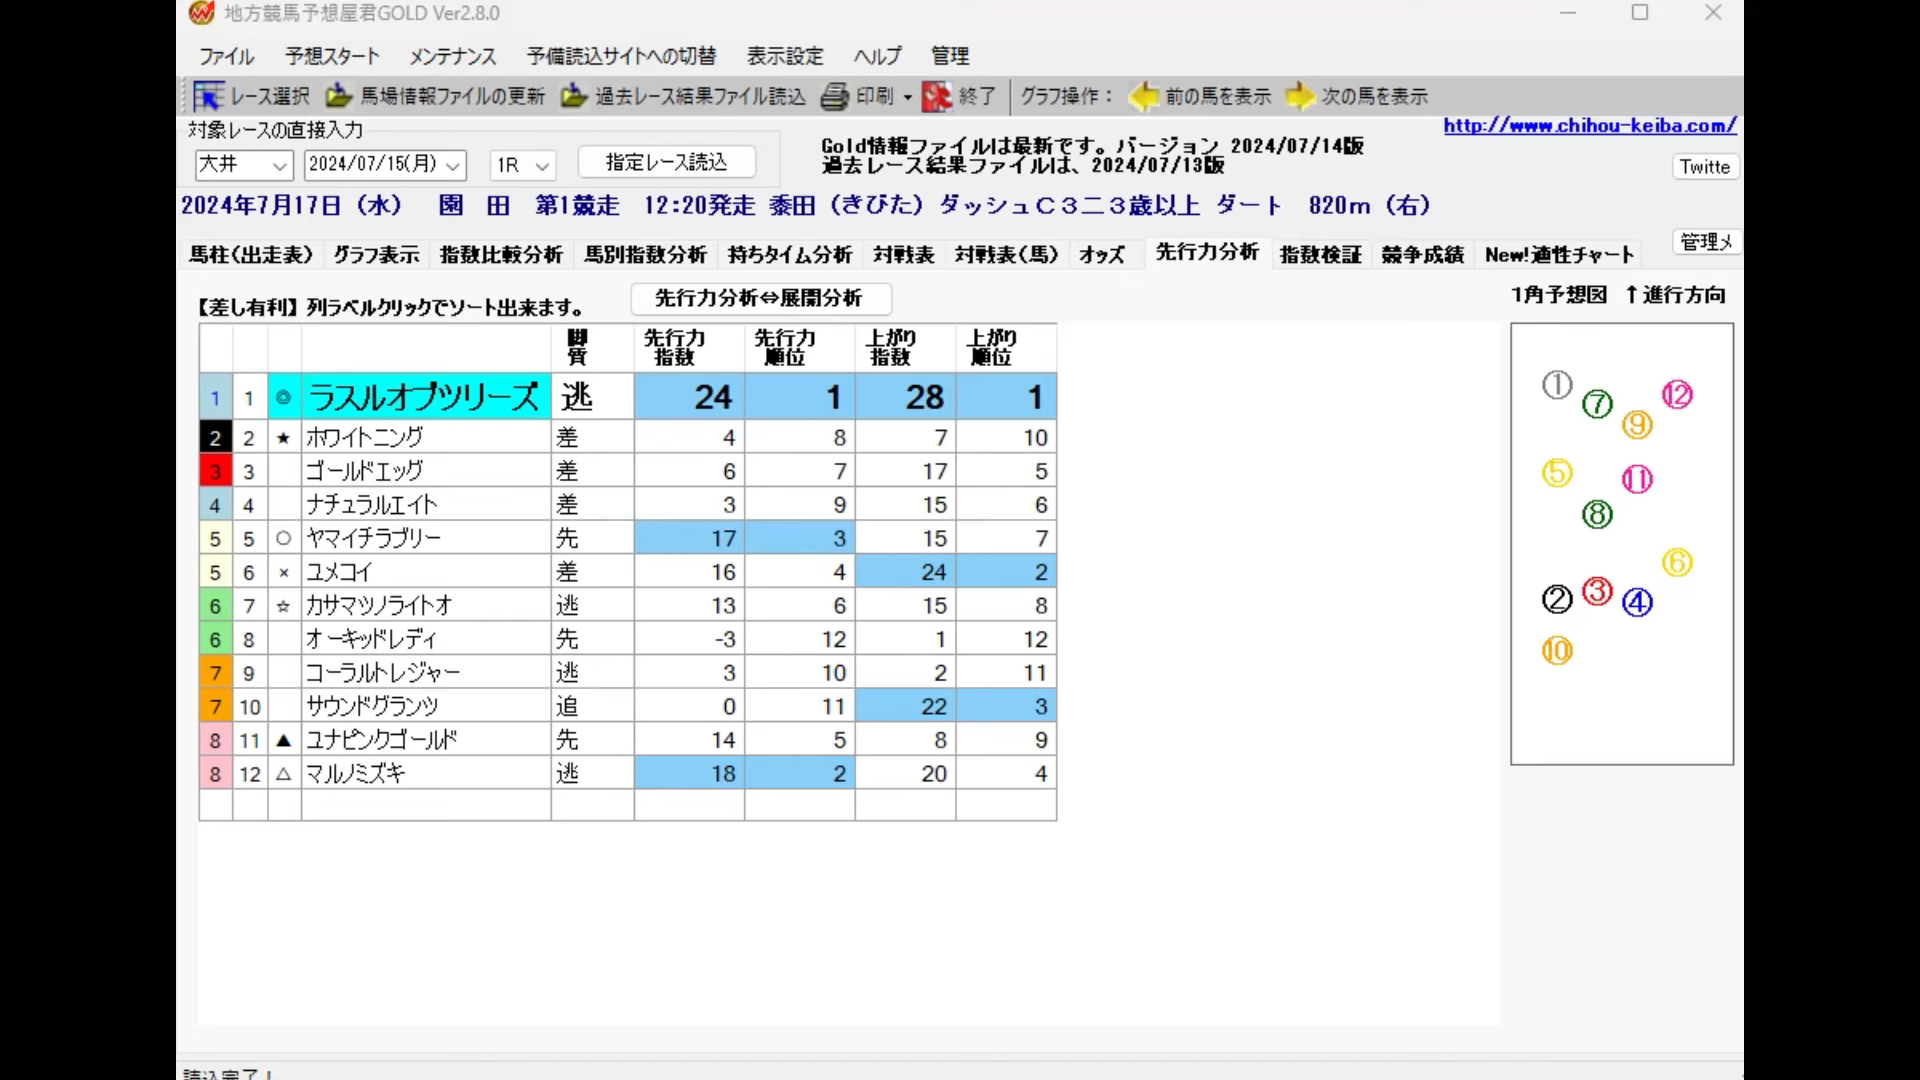 地方競馬予想屋君GOLD Ver2.8.0
ファイル 予想スタート メンテナンス 予備読込サイトへの切替 表示設定 ヘルプ 管理
レース選択 馬場情報ファイルの更新 過去レース結果ファイル読込 印刷 終了 グラフ操作： 前の馬を表示 次の馬を表示
対象レースの直接入力
http://www.chihou-keiba.com/
大井 2024/07/15(月) 1R 指定レース読込
Gold情報ファイルは最新です。バージョン 2024/07/14版
過去レース結果ファイルは、2024/07/13版
Twitte
2024年7月17日（水） 園 田 第1競走 12:20発走 黍田（きびた）ダッシュＣ３二３歳以上 ダート 820ｍ（右）
管理メ
馬柱(出走表) グラフ表示 指数比較分析 馬別指数分析 持ちタイム分析 対戦表 対戦表(馬) オッズ 先行力分析 指数検証 競争成績 New!適性チャート
【差し有利】列ラベルクリックでソート出来ます。 先行力分析⇔展開分析
1角予想図 ↑進行方向
脚質 先行力指数 先行力順位 上がり指数 上がり順位
1 1 ◎ ラスルオブツリーズ 逃 24 1 28 1
2 2 ★ ホワイトニング 差 4 8 7 10
3 3 ゴールドエッグ 差 6 7 17 5
4 4 ナチュラルエイト 差 3 9 15 6
5 5 ○ ヤマイチラブリー 先 17 3 15 7
5 6 × ユメコイ 差 16 4 24 2
6 7 ☆ カサマツノライトオ 逃 13 6 15 8
6 8 オーキッドレディ 先 -3 12 1 12
7 9 コーラルトレジャー 逃 3 10 2 11
7 10 サウンドグランツ 追 0 11 22 3
8 11 ▲ ユナピンクゴールド 先 14 5 8 9
8 12 △ マルノミズキ 逃 18 2 20 4
① ⑦ ⑨ ⑫
⑤ ⑪
⑧
⑥
② ③ ④
⑩
読込完了！